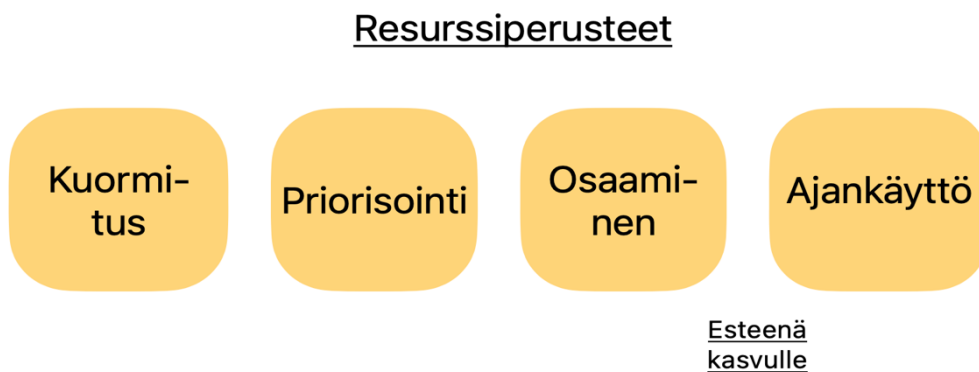 Resurssiperusteet
Kuormi-
tus
Priorisointi
Osaami-
nen
Ajankäyttö
Esteenä
kasvulle